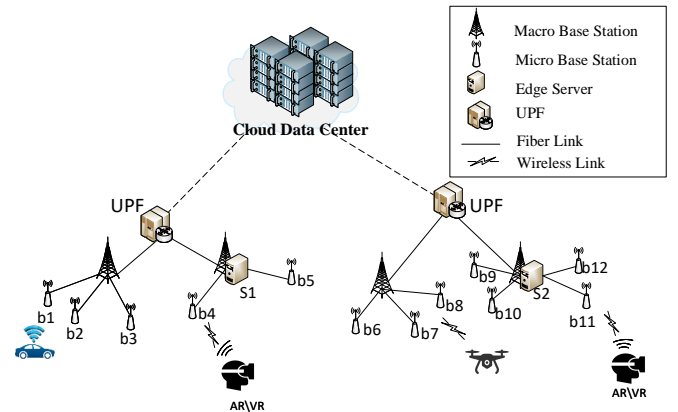 Macro Base Station
Micro Base Station
Edge Server
UPF
Fiber Link
Wireless Link
Cloud Data Center
UPF
UPF
b1
b2
b3
b4
b5
S1
b6
b7
b8
b9
b10
S2
b12
b11
AR\VR
AR\VR